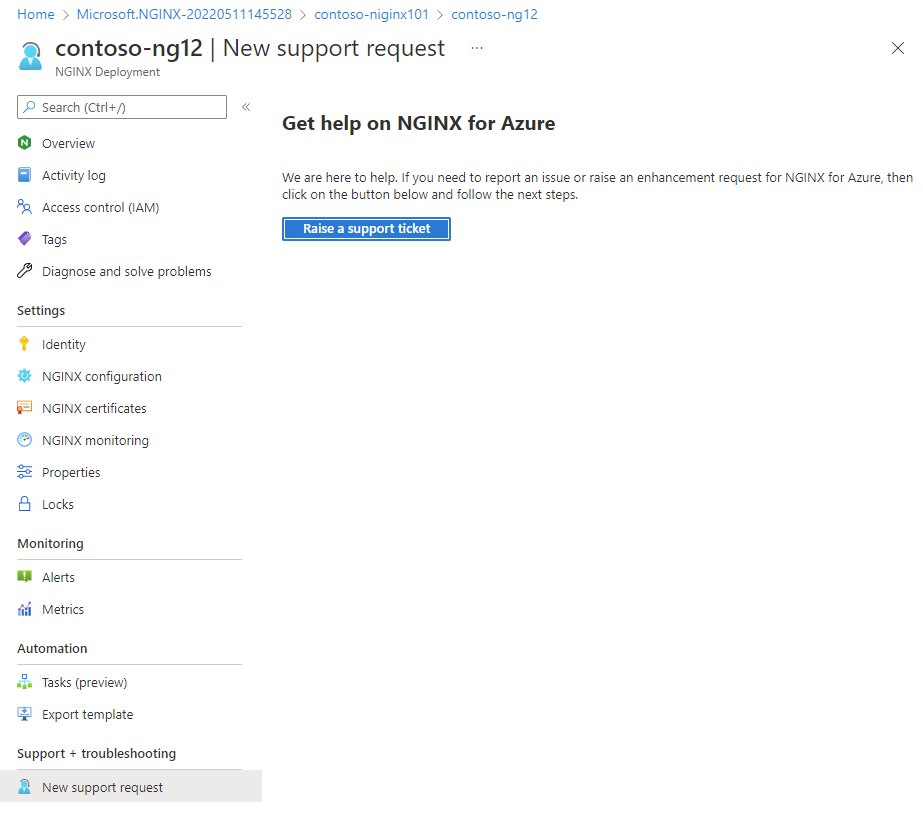 Home > Microsoft.NGINX-20220511145528 > contoso-niginx101 > contoso-ng12
contoso-ng12 | New support request ...
NGINX Deployment
Search (Ctrl+/)
«
Overview
Activity log
Access control (IAM)
Tags
Diagnose and solve problems
Settings
Identity
NGINX configuration
NGINX certificates
NGINX monitoring
Properties
Locks
Monitoring
Alerts
Metrics
Automation
Tasks (preview)
Export template
Support + troubleshooting
New support request
Get help on NGINX for Azure
We are here to help. If you need to report an issue or raise an enhancement request for NGINX for Azure, then
click on the button below and follow the next steps.
Raise a support ticket